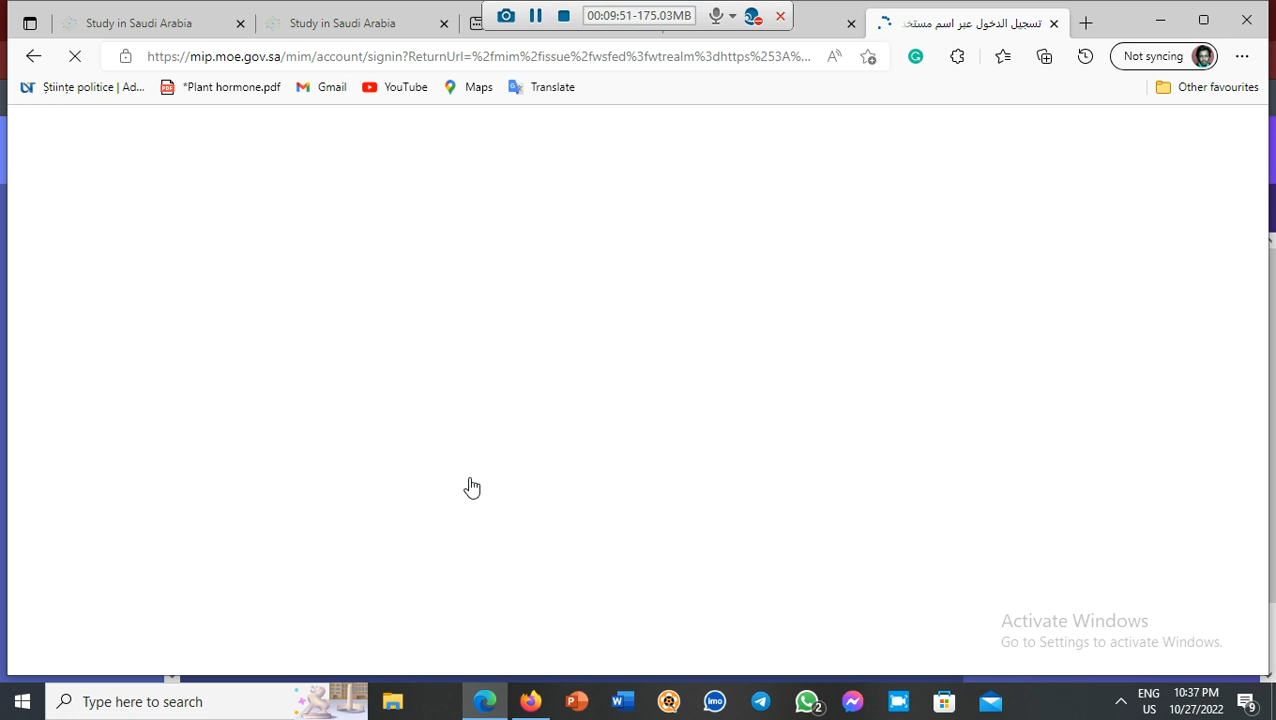 Study in Saudi Arabia
Study in Saudi Arabia
00:09:51-175.03MB
تسجيل الدخول عبر اسم مستخد
https://mip.moe.gov.sa/mim/account/signin?ReturnUrl=%2fmim%2fissue%2fwsfed%3fwtrealm%3dhttps%253A%...
Not syncing
Științe politice | Ad...
*Plant hormone.pdf
Gmail
YouTube
Maps
Translate
Other favourites
Activate Windows
Go to Settings to activate Windows.
Type here to search
imo
2
ENG
US
10:37 PM
10/27/2022
9